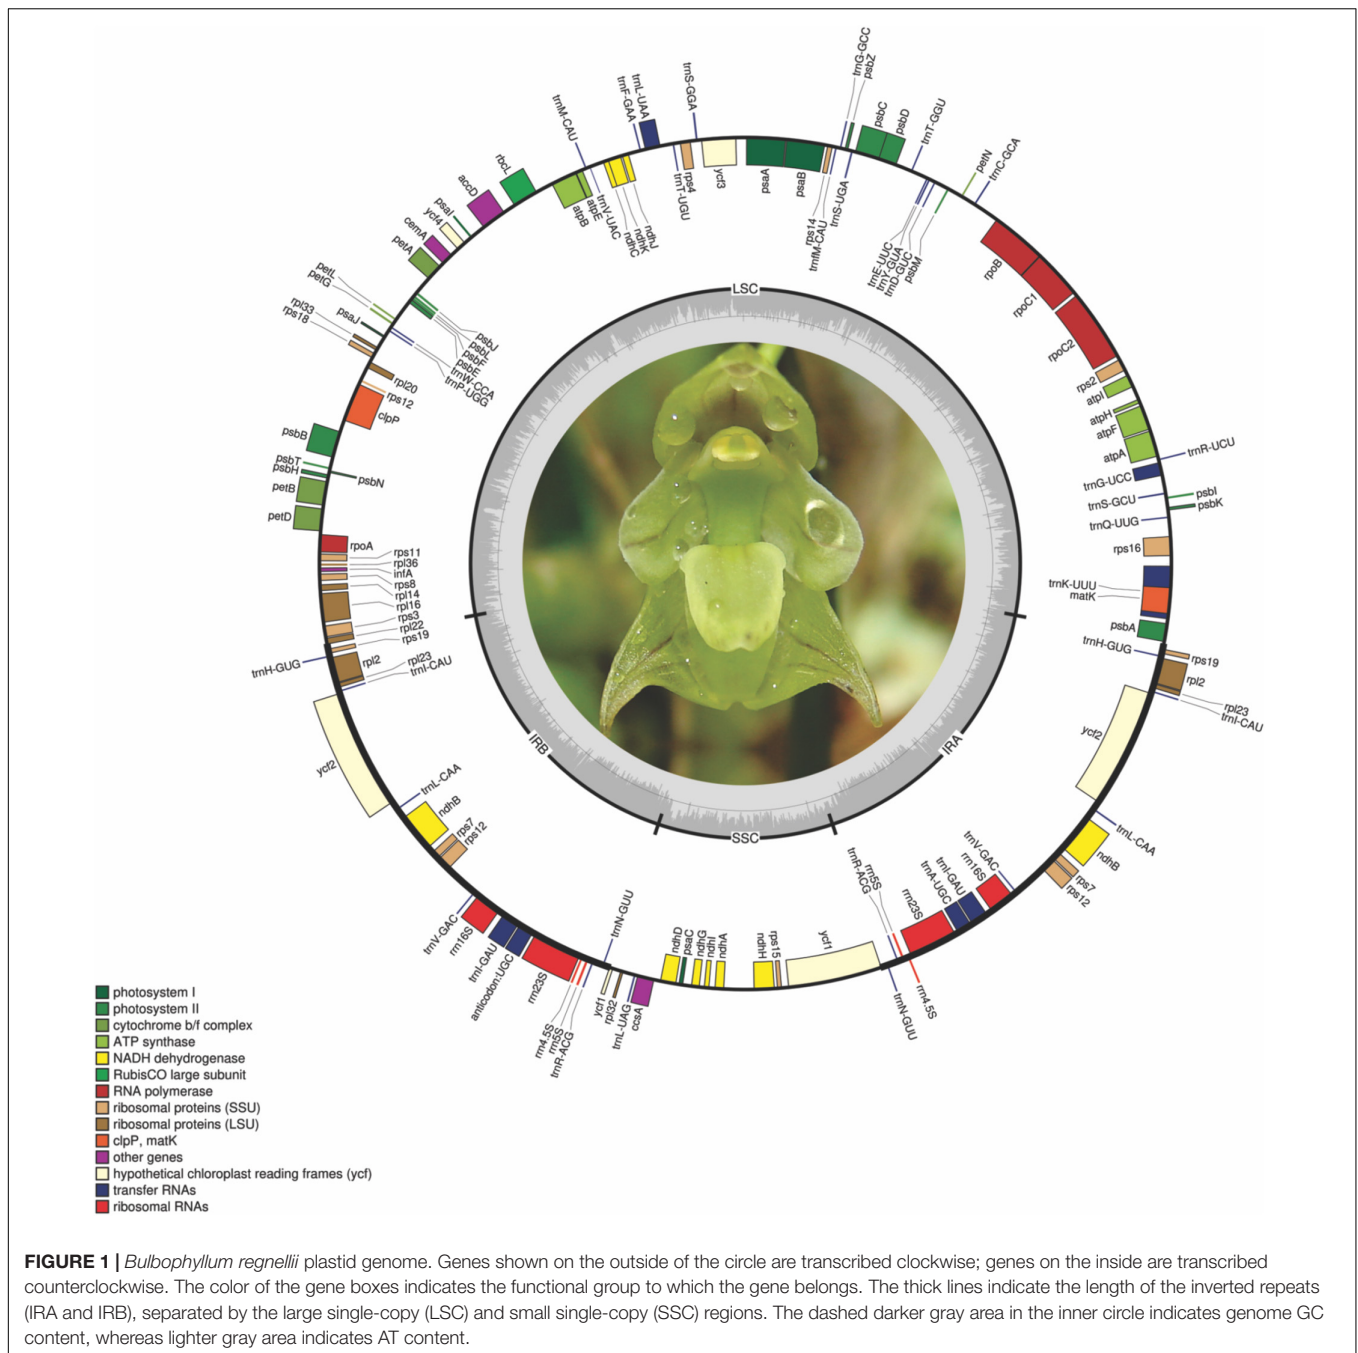 trnG-GCC
psbZ
trnS-GGA
trnL-UAA
trnF-GAA
trnM-CAU
psbC
psbD
trnT-GGU
petN
trnC-GCA
rbcL
accD
psaI
ycf4
cemA
petA
atpB
atpE
trnV-UAC
ndhC
ndhK
ndhJ
trnT-UGU
rps4
ycf3
psaA
psaB
rps14
trnfM-CAU
trnS-UGA
trnE-UUC
trnY-GUA
trnD-GUC
psbM
rpoB
rpoC1
rpoC2
rps2
atpI
atpH
atpF
atpA
trnR-UCU
trnG-UCC
trnS-GCU
psbI
psbK
trnQ-UUG
rps16
trnK-UUU
matK
psbA
trnH-GUG
rps19
rpl2
rpl23
trnI-CAU
ycf2
trnL-CAA
ndhB
rps7
rps12
trnV-GAC
rrn16S
trnI-GAU
trnA-UGC
rrn23S
rrn5S
trnR-ACG
rrn4.5S
trnN-GUU
ycf1
rps15
ndhH
ndhA
ndhI
ndhG
psaC
ndhD
ccsA
trnL-UAG
rpl32
ycf1
trnN-GUU
trnR-ACG
rrn5S
rrn4.5S
rrn23S
anticodon:UGC
trnI-GAU
rrn16S
trnV-GAC
rps12
rps7
ndhB
trnL-CAA
ycf2
trnI-CAU
rpl23
rpl2
trnH-GUG
rps19
rpl22
rps3
rpl16
rpl14
rps8
infA
rpl36
rps11
rpoA
petD
petB
psbH
psbT
psbN
psbB
clpP
rps12
rpl20
rps18
rpl33
psaJ
petG
petL
psbJ
psbL
psbF
psbE
trnW-CCA
trnP-UGG
LSC
IRB
IRA
SSC
photosystem I
photosystem II
cytochrome b/f complex
ATP synthase
NADH dehydrogenase
RubisCO large subunit
RNA polymerase
ribosomal proteins (SSU)
ribosomal proteins (LSU)
clpP, matK
other genes
hypothetical chloroplast reading frames (ycf)
transfer RNAs
ribosomal RNAs
FIGURE 1 | Bulbophyllum regnellii plastid genome. Genes shown on the outside of the circle are transcribed clockwise; genes on the inside are transcribed
counterclockwise. The color of the gene boxes indicates the functional group to which the gene belongs. The thick lines indicate the length of the inverted repeats
(IRA and IRB), separated by the large single-copy (LSC) and small single-copy (SSC) regions. The dashed darker gray area in the inner circle indicates genome GC
content, whereas lighter gray area indicates AT content.